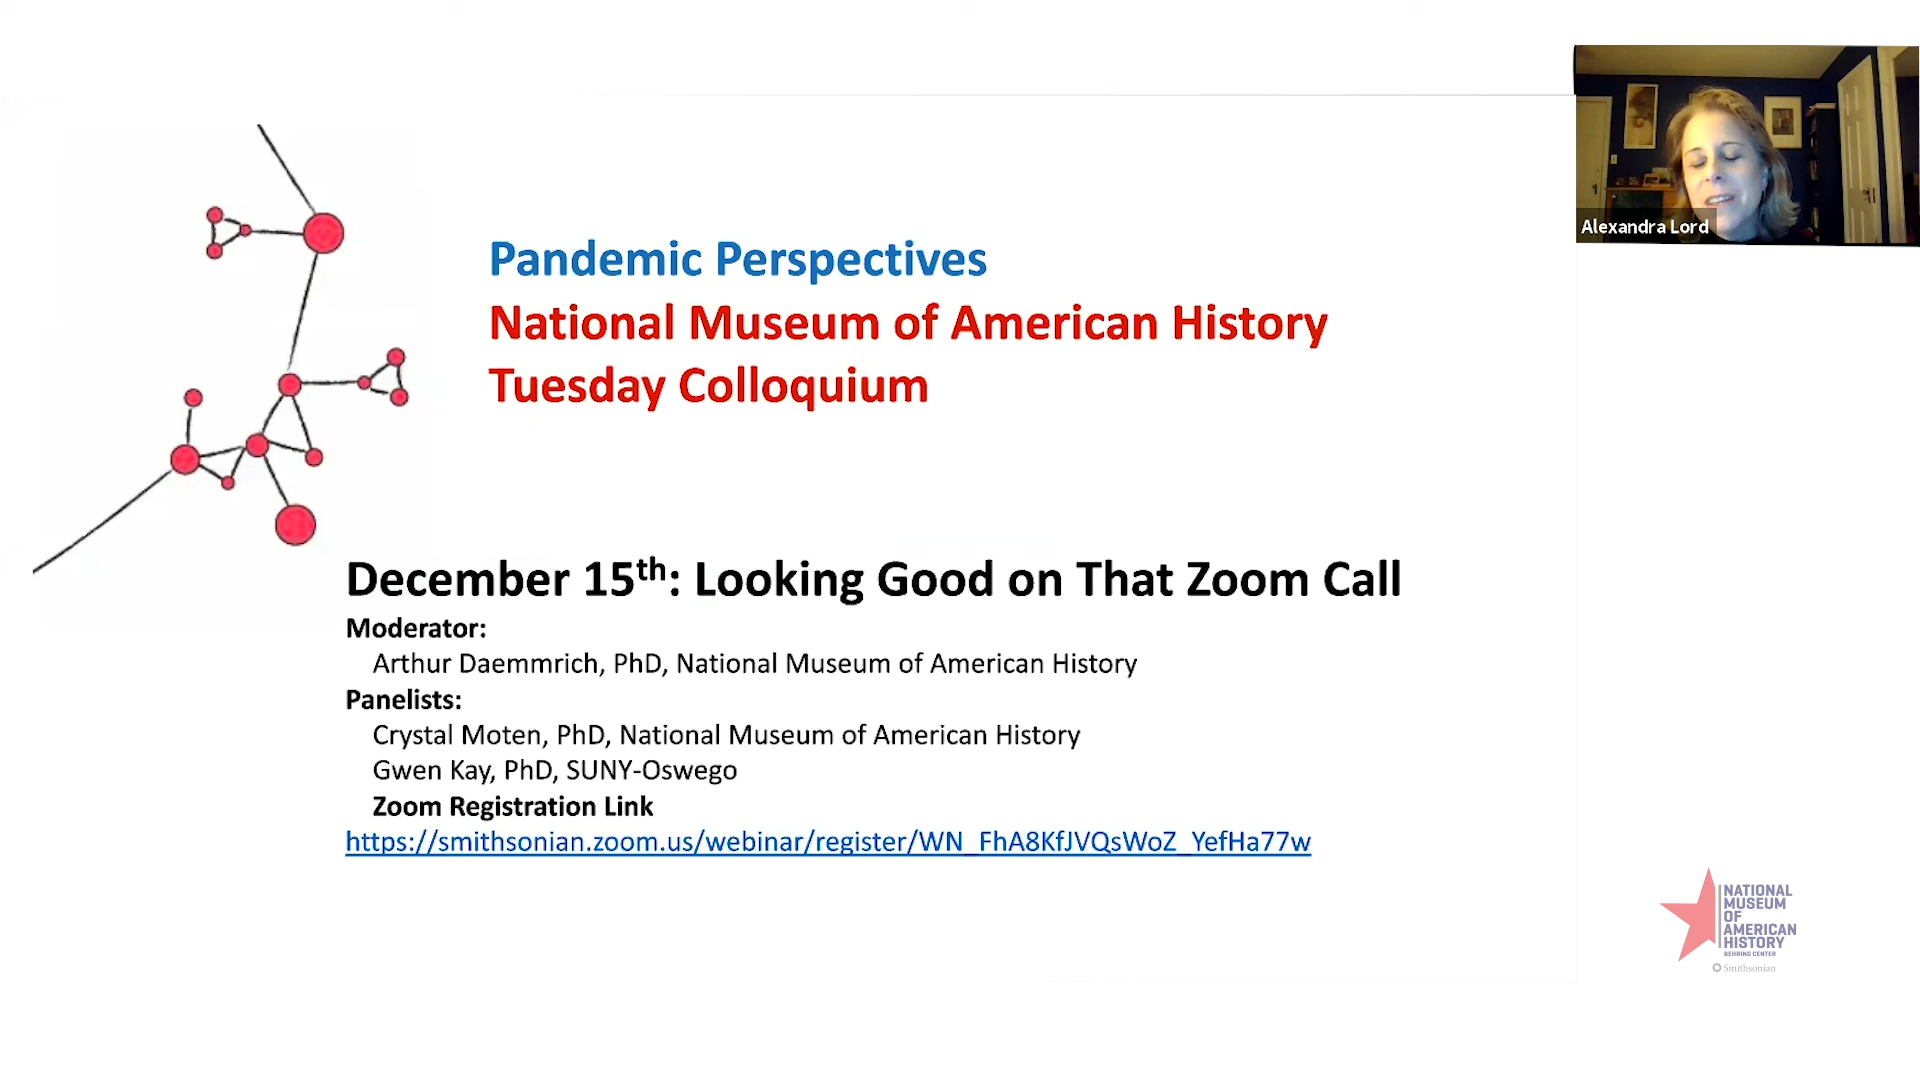 Alexandra Lord
Pandemic Perspectives
National Museum of American History
Tuesday Colloquium
December 15th: Looking Good on That Zoom Call
Moderator:
Arthur Daemmrich, PhD, National Museum of American History
Panelists:
Crystal Moten, PhD, National Museum of American History
Gwen Kay, PhD, SUNY-Oswego
Zoom Registration Link
https://smithsonian.zoom.us/webinar/register/WN_FhA8KfJVQsWoZ_YefHa77w
NATIONAL
MUSEUM
OF
AMERICAN
HISTORY
BEHRING CENTER
Smithsonian